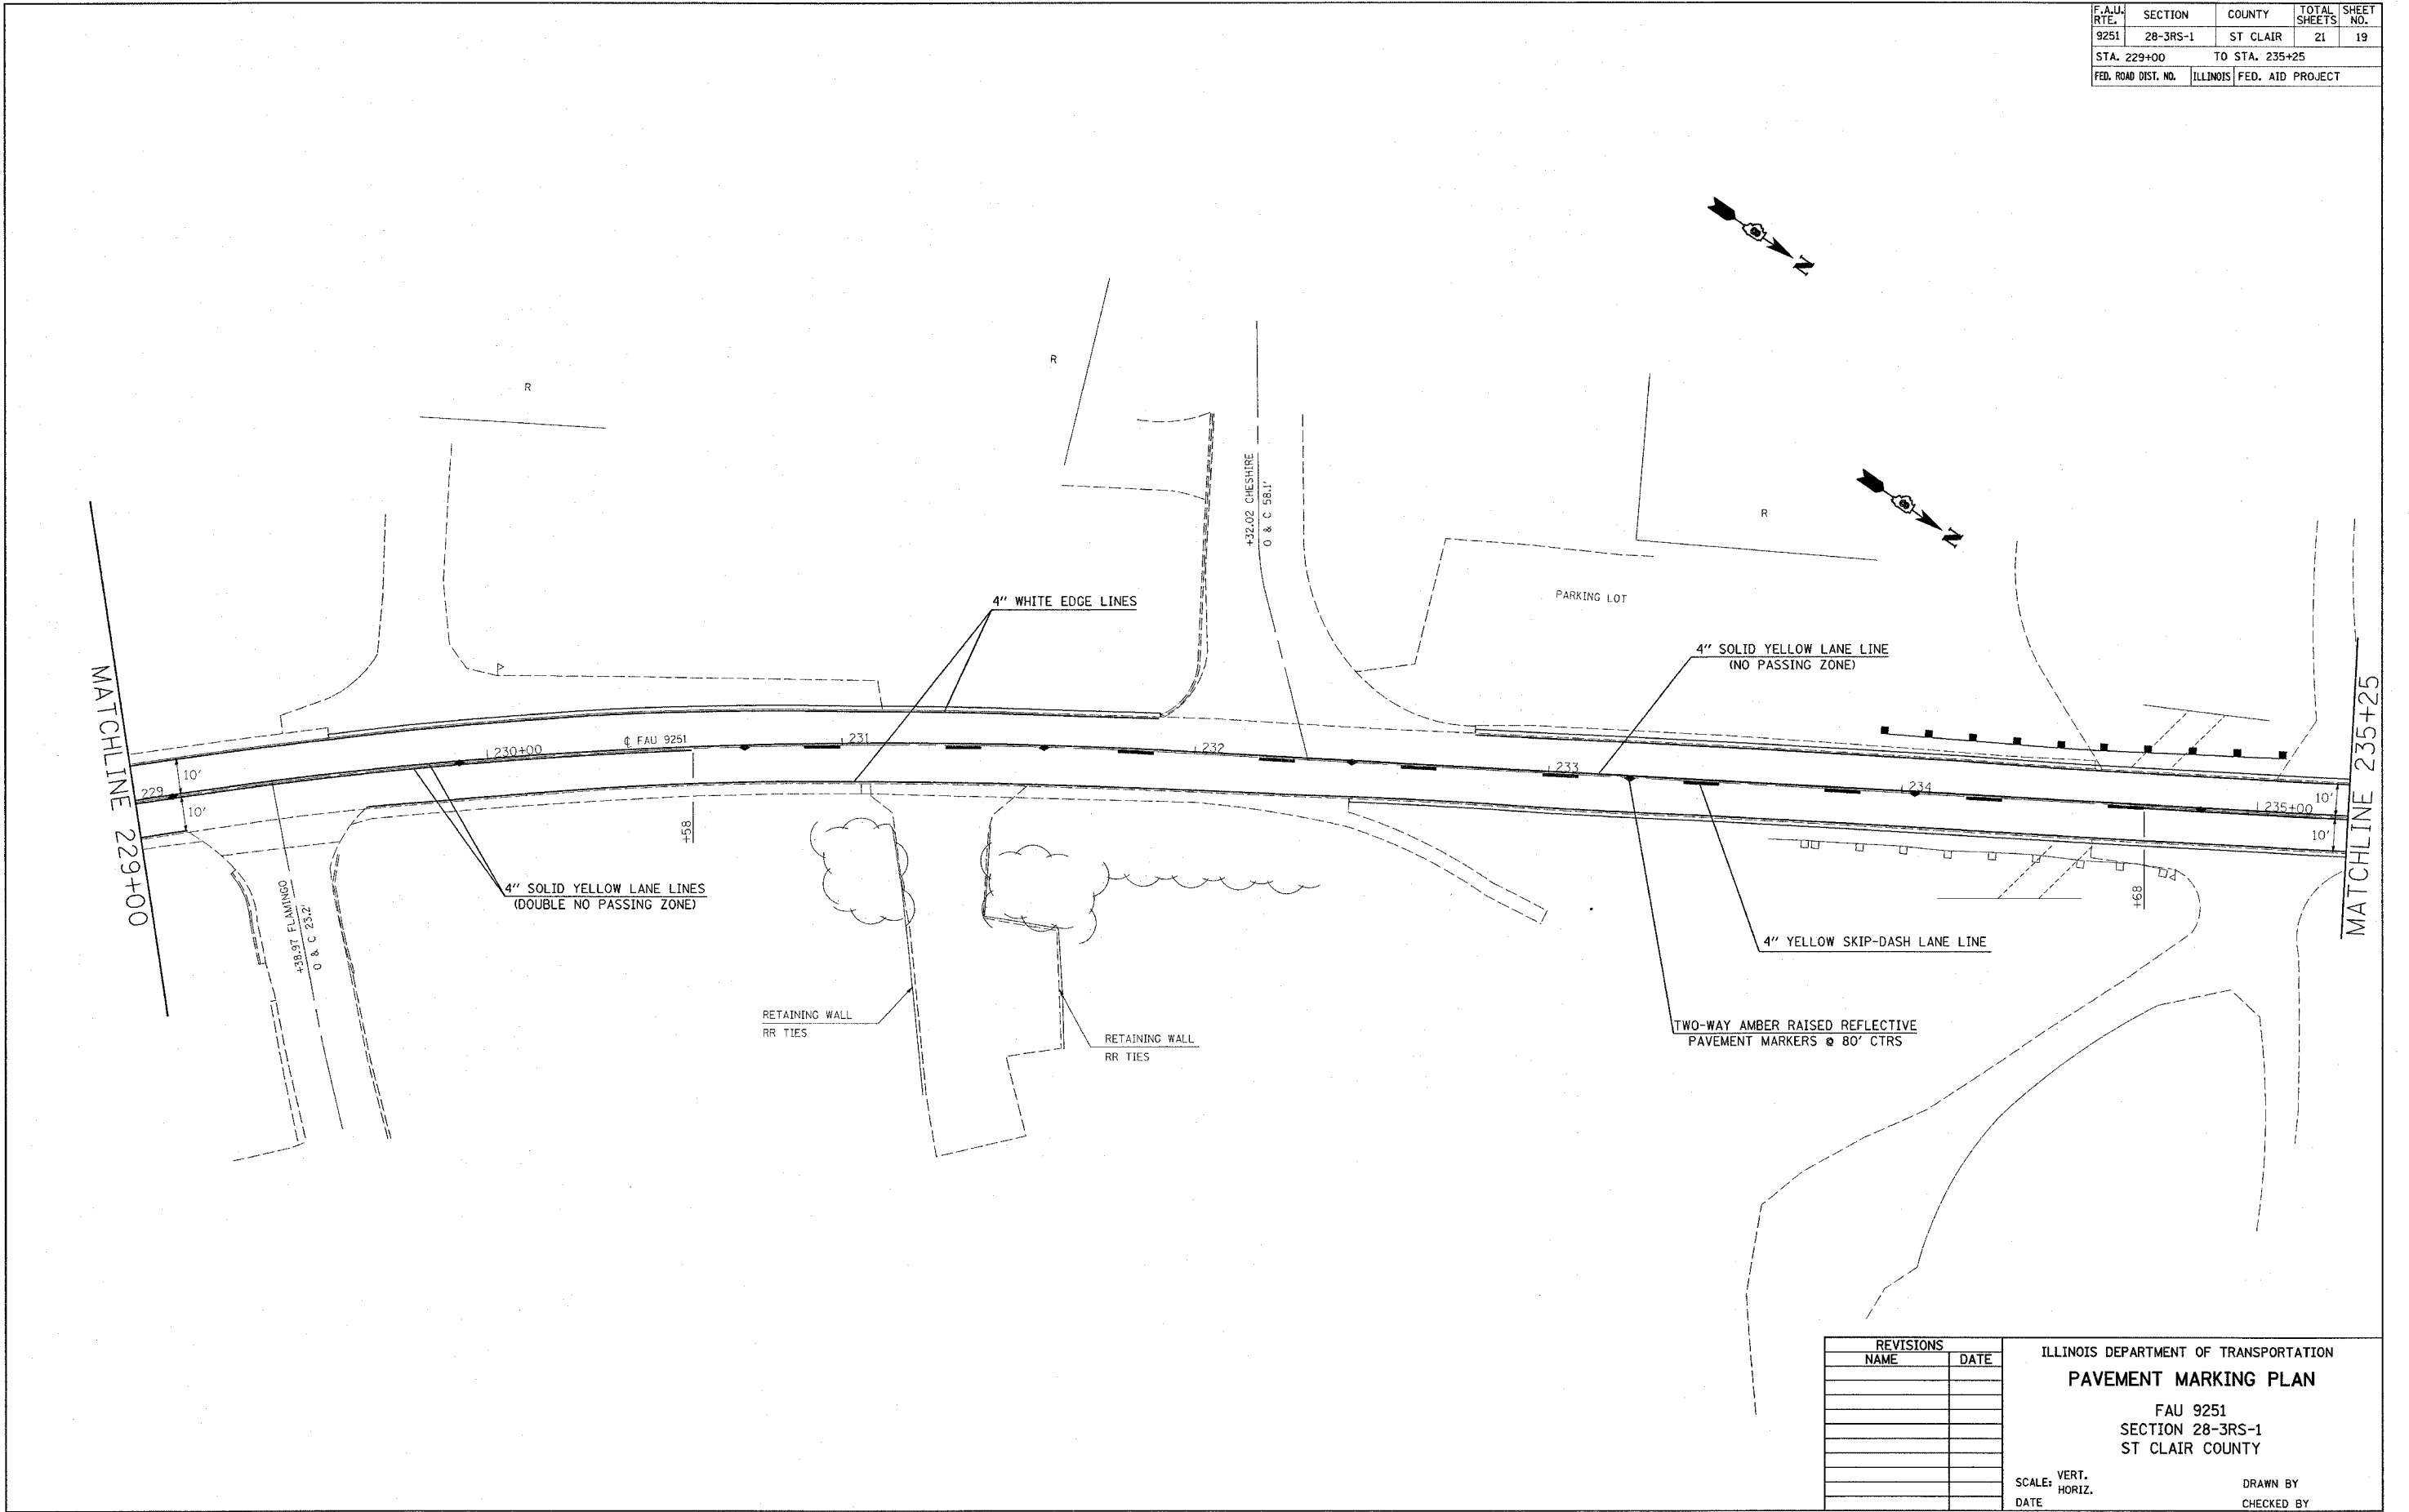 F.A.U. RTE. SECTION COUNTY TOTAL SHEETS SHEET NO.
9251 28-3RS-1 ST CLAIR 21 19
STA. 229+00 TO STA. 235+25
FED. ROAD DIST. NO. ILLINOIS FED. AID PROJECT
N
R
R
+32.02 CHESHIRE
O & C 58.1'
N
R
PARKING LOT
4" WHITE EDGE LINES
4" SOLID YELLOW LANE LINE
(NO PASSING ZONE)
MATCHLINE 229+00
MATCHLINE 235+25
229
10'
10'
230+00
℄ FAU 9251
231
232
233
234
235+00
10'
10'
+58
+68
4" SOLID YELLOW LANE LINES
(DOUBLE NO PASSING ZONE)
+38.97 FLAMINGO
O & C 23.2'
4" YELLOW SKIP-DASH LANE LINE
RETAINING WALL
RR TIES
RETAINING WALL
RR TIES
TWO-WAY AMBER RAISED REFLECTIVE
PAVEMENT MARKERS @ 80' CTRS
REVISIONS
NAME DATE
ILLINOIS DEPARTMENT OF TRANSPORTATION
PAVEMENT MARKING PLAN
FAU 9251
SECTION 28-3RS-1
ST CLAIR COUNTY
SCALE: VERT.
HORIZ.
DRAWN BY
DATE
CHECKED BY